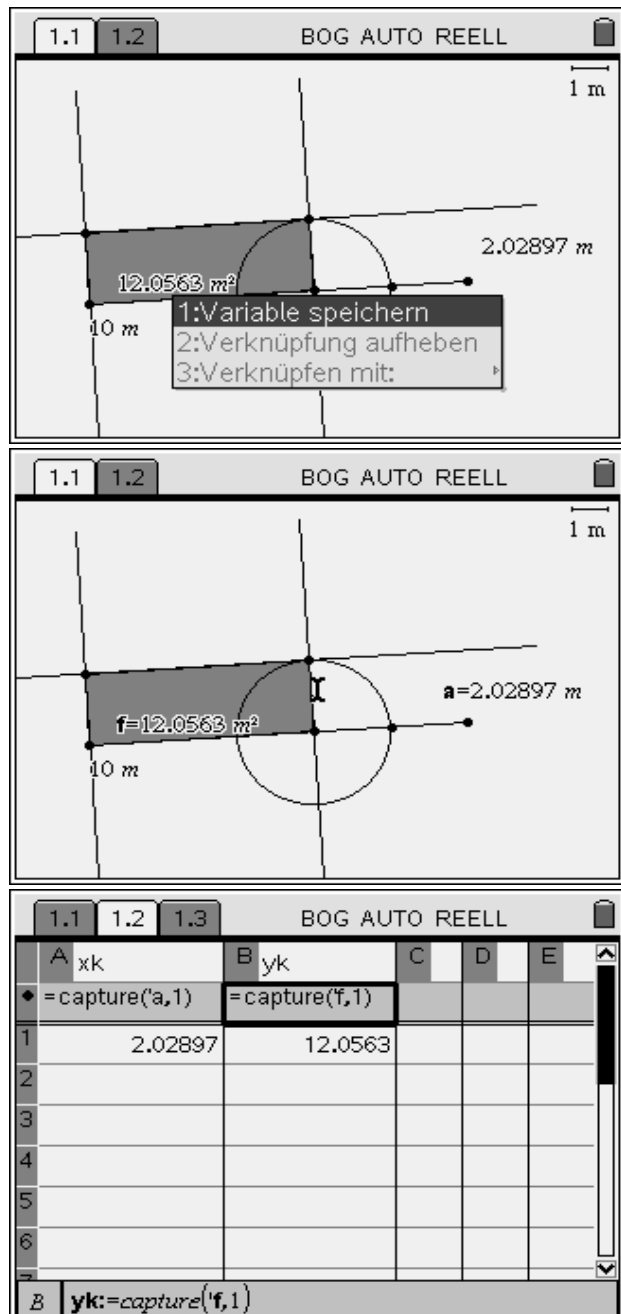 1.1 1.2 BOG AUTO REELL
1 m
2.02897 m
12.0563 m²
10 m
1:Variable speichern
2:Verknüpfung aufheben
3:Verknüpfen mit:
1.1 1.2 BOG AUTO REELL
1 m
a=2.02897 m
f=12.0563 m²
10 m
1.1 1.2 1.3 BOG AUTO REELL
A xk B yk C D E
=capture('a,1) =capture('f,1)
1 2.02897 12.0563
2
3
4
5
6
B yk:=capture('f,1)